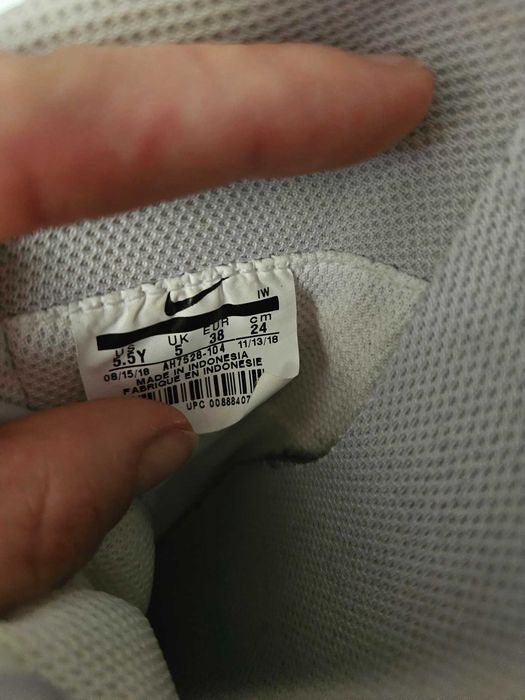 IW
US UK EUR cm
5.5Y 5 38 24
08/15/18 AH7528-104 11/13/18
MADE IN INDONESIA
FABRIQUE EN INDONESIE
UPC 00888407